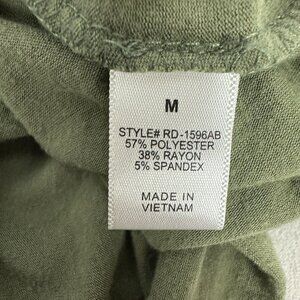 M
STYLE# RD-1596AB
57% POLYESTER
38% RAYON
5% SPANDEX
MADE IN
VIETNAM